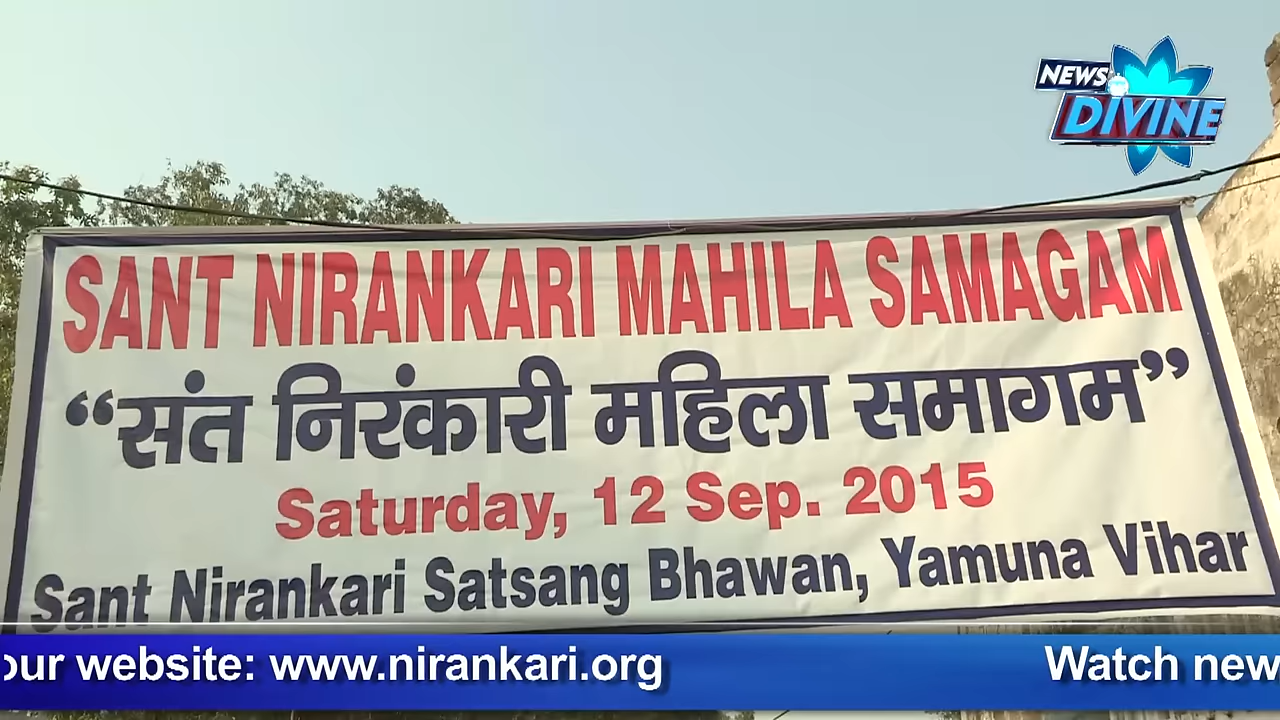 NEWS
DIVINE
SANT NIRANKARI MAHILA SAMAGAM
“संत निरंकारी महिला समागम”
Saturday, 12 Sep. 2015
Sant Nirankari Satsang Bhawan, Yamuna Vihar
our website: www.nirankari.org Watch new